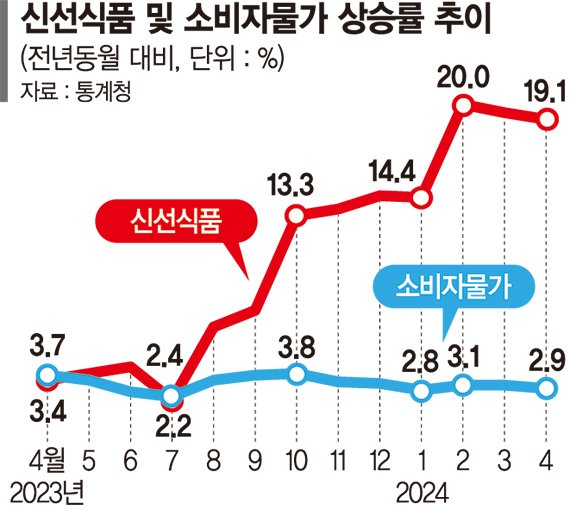 신선식품 및 소비자물가 상승률 추이
(전년동월 대비, 단위 : %)
자료 : 통계청
20.0
19.1
14.4
13.3
신선식품
소비자물가
3.7
2.4
3.8
2.8
3.1
2.9
3.4
2.2
4월 5 6 7 8 9 10 11 12 1 2 3 4
2023년 2024